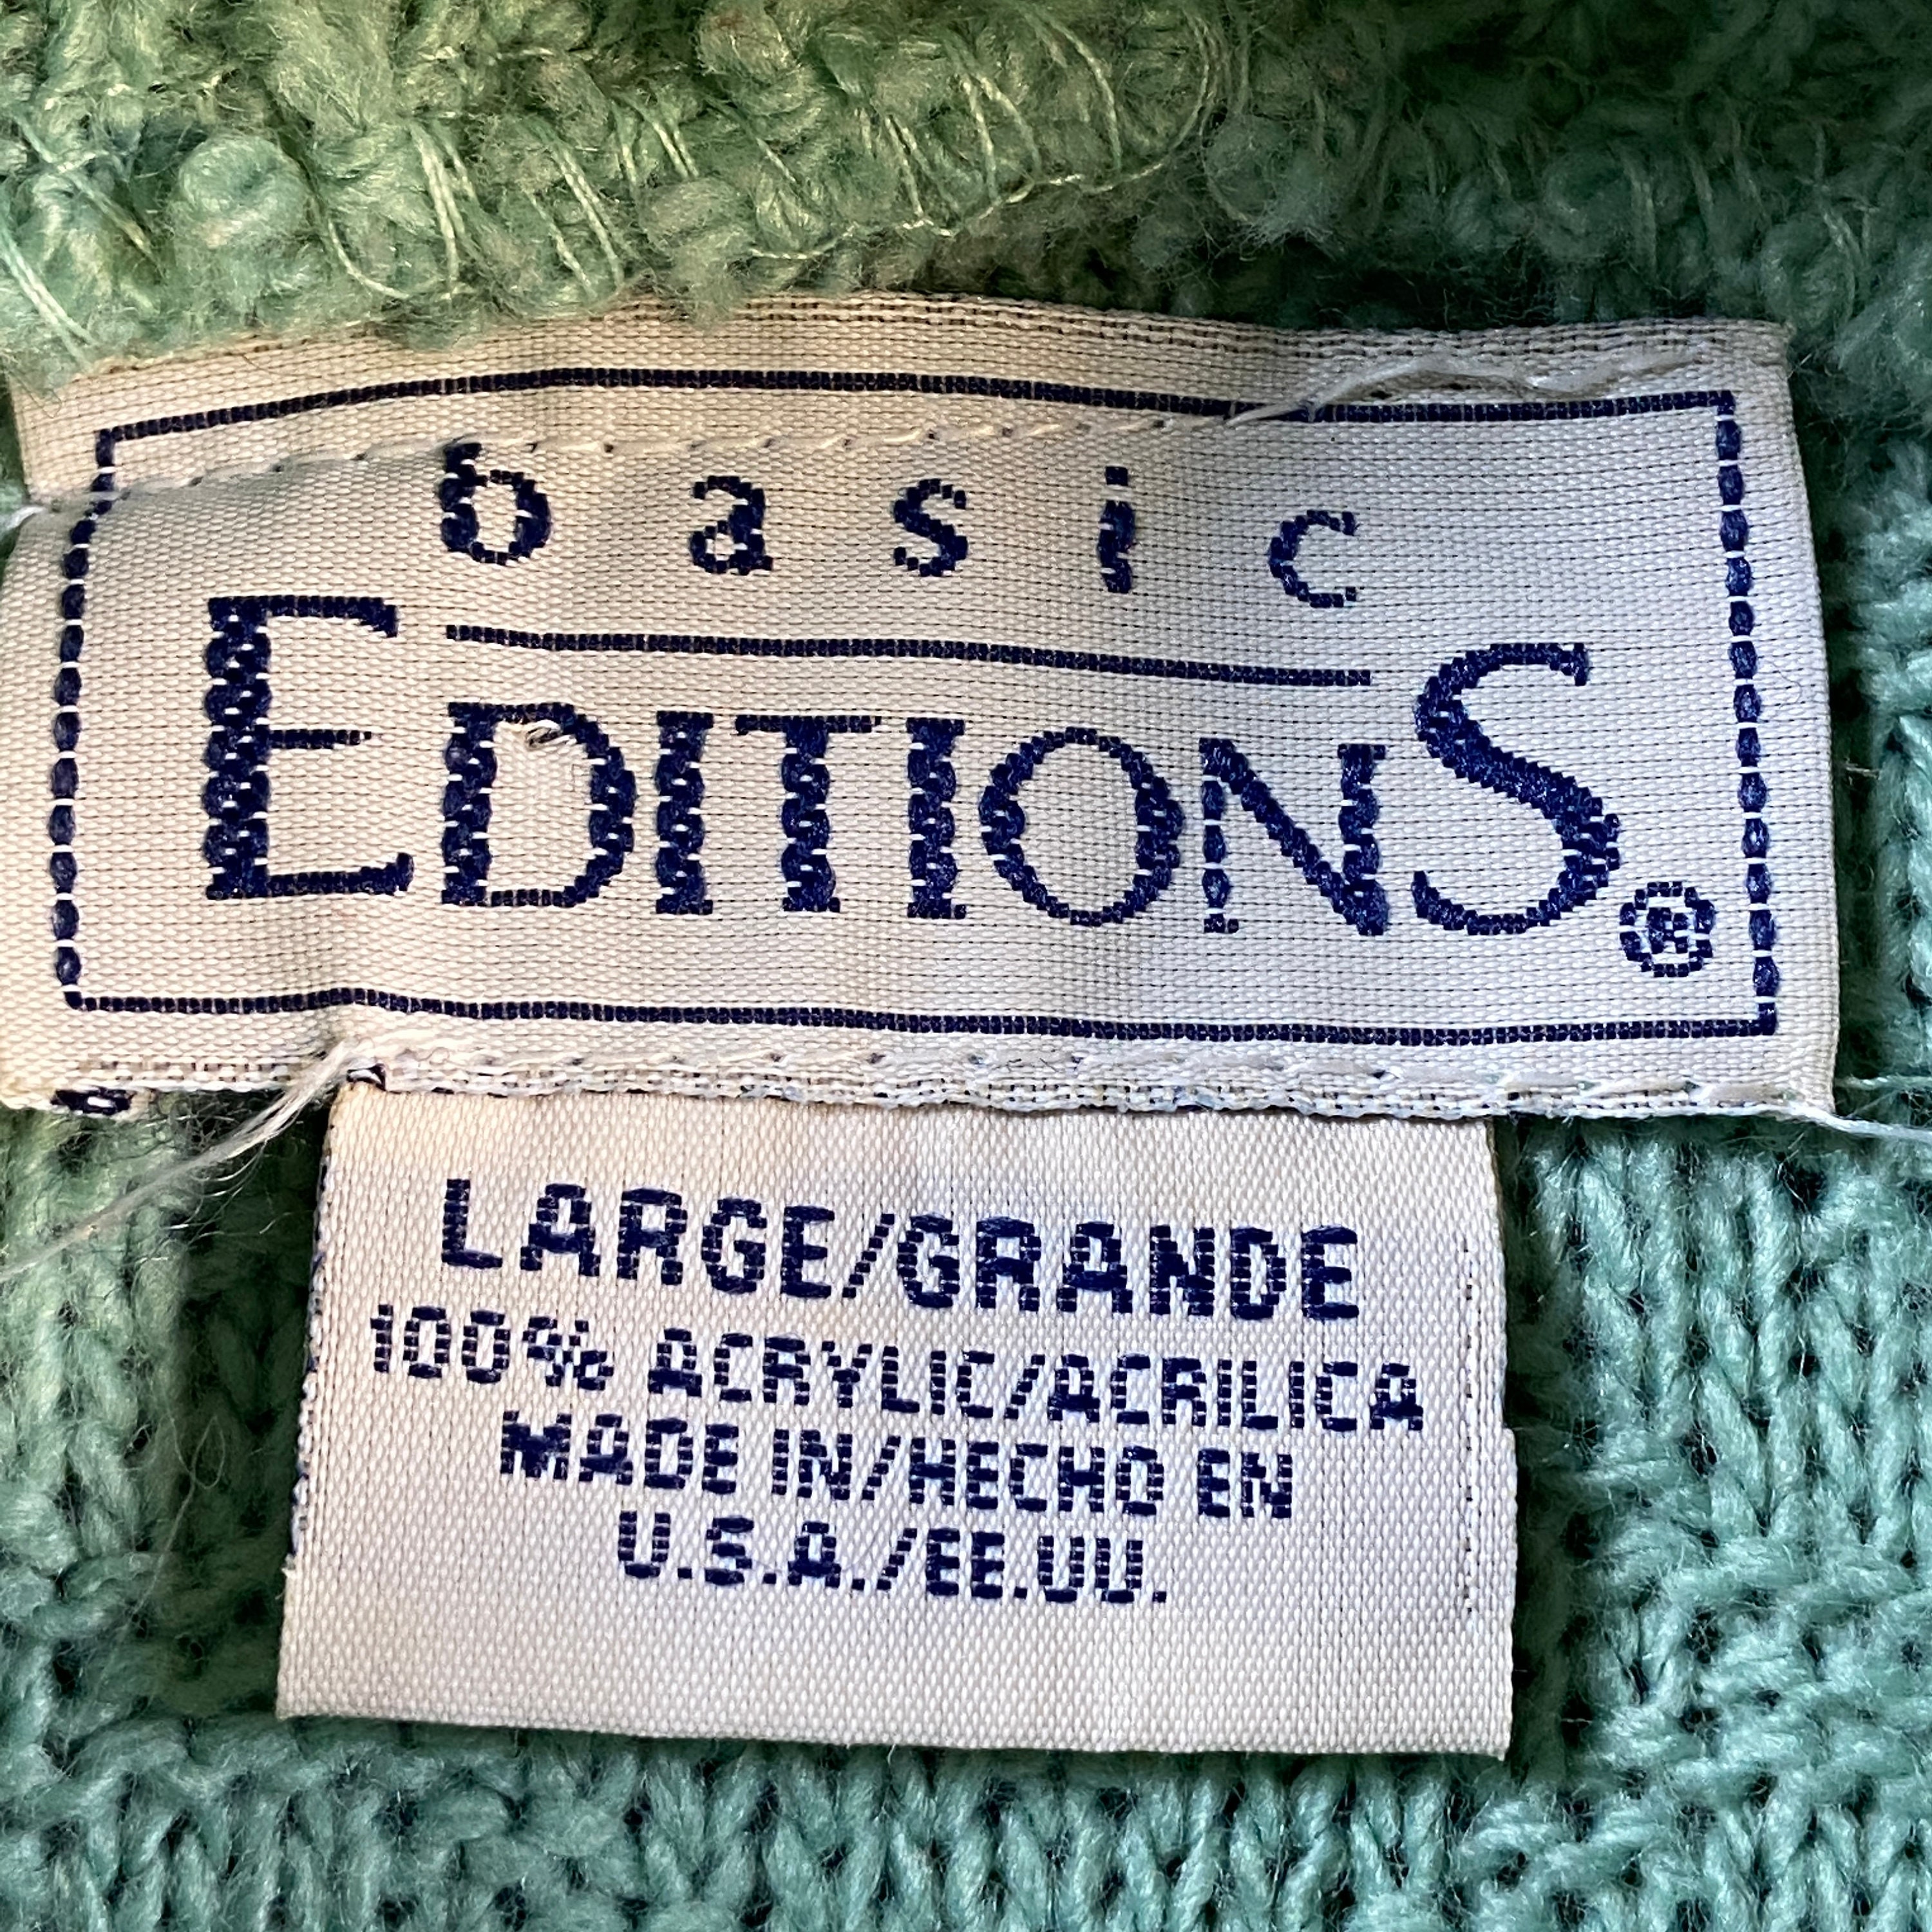 basic
EDITIONS®
LARGE/GRANDE
100% ACRYLIC/ACRILICA
MADE IN/HECHO EN
U.S.A./EE.UU.